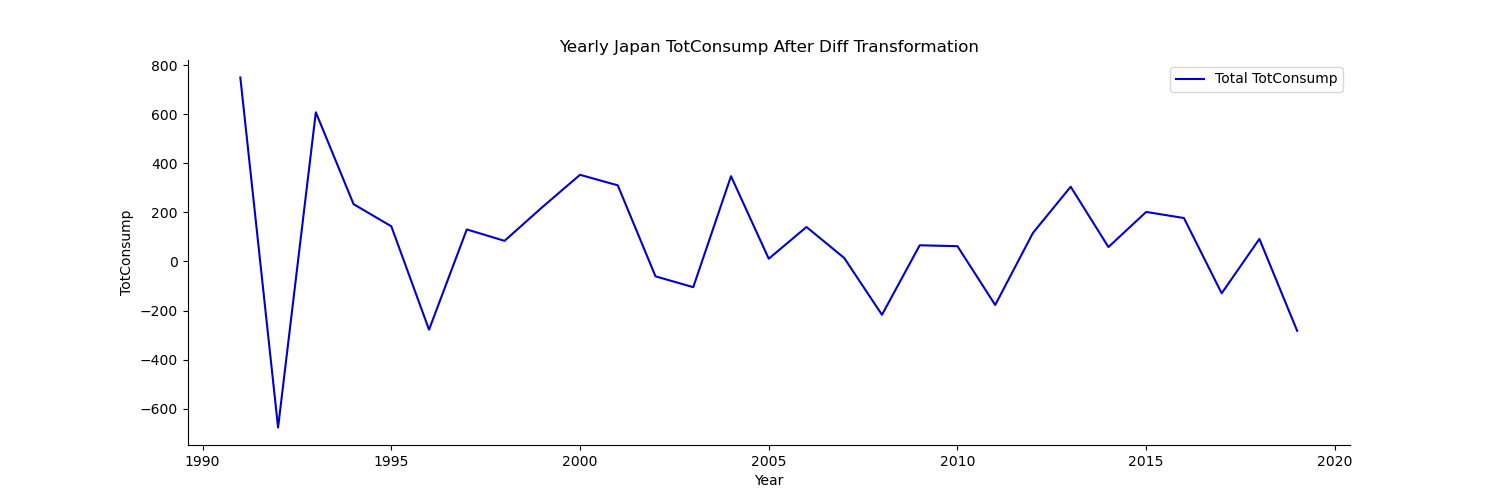 Yearly Japan TotConsump After Diff Transformation
Total TotConsump
TotConsump
800
600
400
200
0
−200
−400
−600
1990 1995 2000 2005 2010 2015 2020
Year